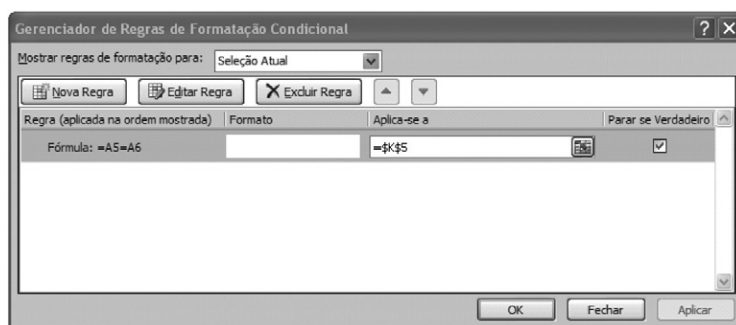 Gerenciador de Regras de Formatação Condicional
Mostrar regras de formatação para: Seleção Atual
Nova Regra Editar Regra Excluir Regra
Regra (aplicada na ordem mostrada) Formato Aplica-se a Parar se Verdadeiro
Fórmula: =A5=A6 =$K$5
OK Fechar Aplicar